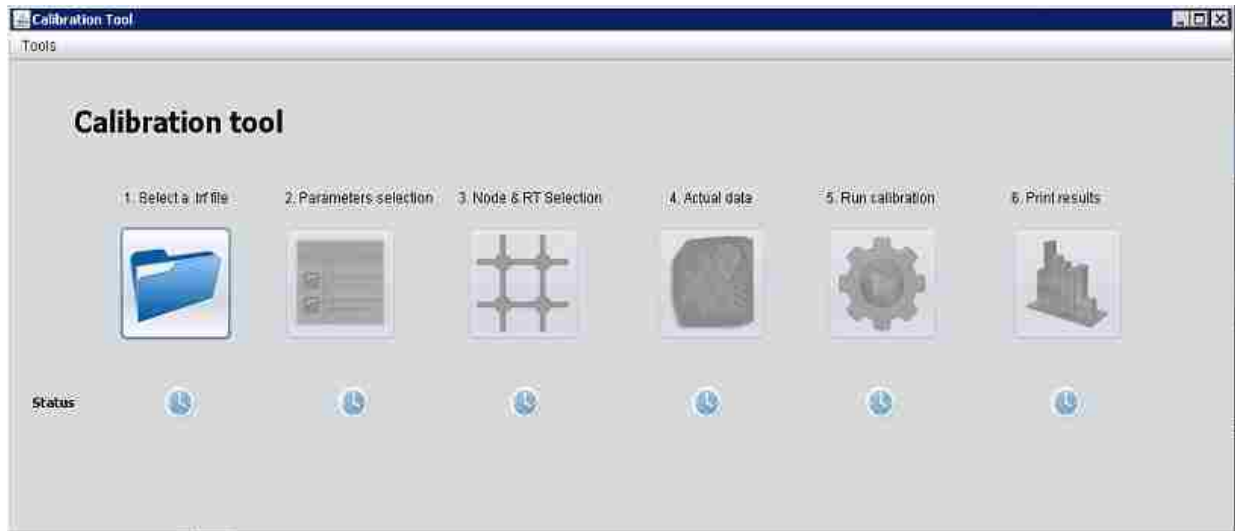 Calibration Tool
Tools
Calibration tool
1. Select a .trf file
2. Parameters selection
3. Node & RT Selection
4. Actual data
5. Run calibration
6. Print results
Status